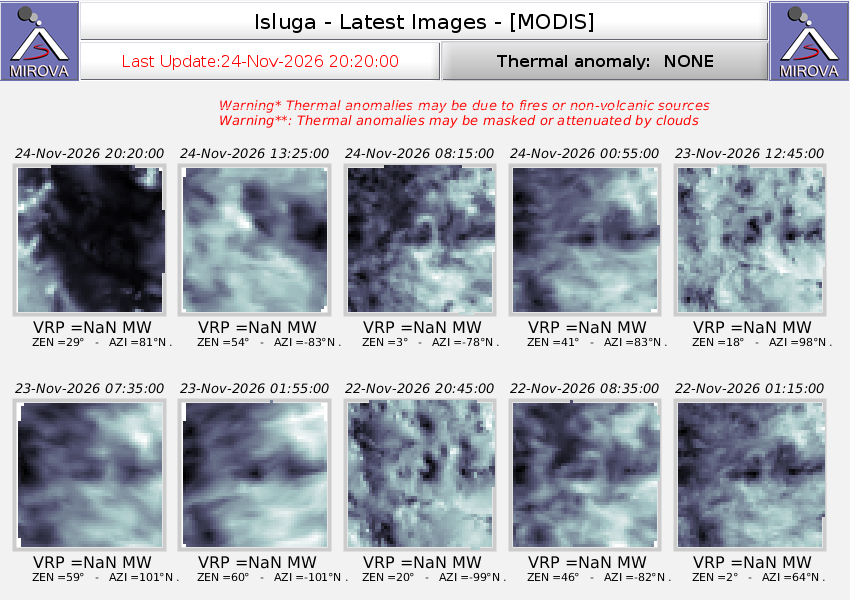 Isluga - Latest Images - [MODIS]
Last Update:24-Nov-2026 20:20:00
Thermal anomaly: NONE
MIROVA
MIROVA
Warning* Thermal anomalies may be due to fires or non-volcanic sources
Warning**: Thermal anomalies may be masked or attenuated by clouds
24-Nov-2026 20:20:00 24-Nov-2026 13:25:00 24-Nov-2026 08:15:00 24-Nov-2026 00:55:00 23-Nov-2026 12:45:00
VRP =NaN MW VRP =NaN MW VRP =NaN MW VRP =NaN MW VRP =NaN MW
ZEN =29° - AZI =81°N . ZEN =54° - AZI =-83°N . ZEN =3° - AZI =-78°N . ZEN =41° - AZI =83°N . ZEN =18° - AZI =98°N .
23-Nov-2026 07:35:00 23-Nov-2026 01:55:00 22-Nov-2026 20:45:00 22-Nov-2026 08:35:00 22-Nov-2026 01:15:00
VRP =NaN MW VRP =NaN MW VRP =NaN MW VRP =NaN MW VRP =NaN MW
ZEN =59° - AZI =101°N . ZEN =60° - AZI =-101°N . ZEN =20° - AZI =-99°N . ZEN =46° - AZI =-82°N . ZEN =2° - AZI =64°N .